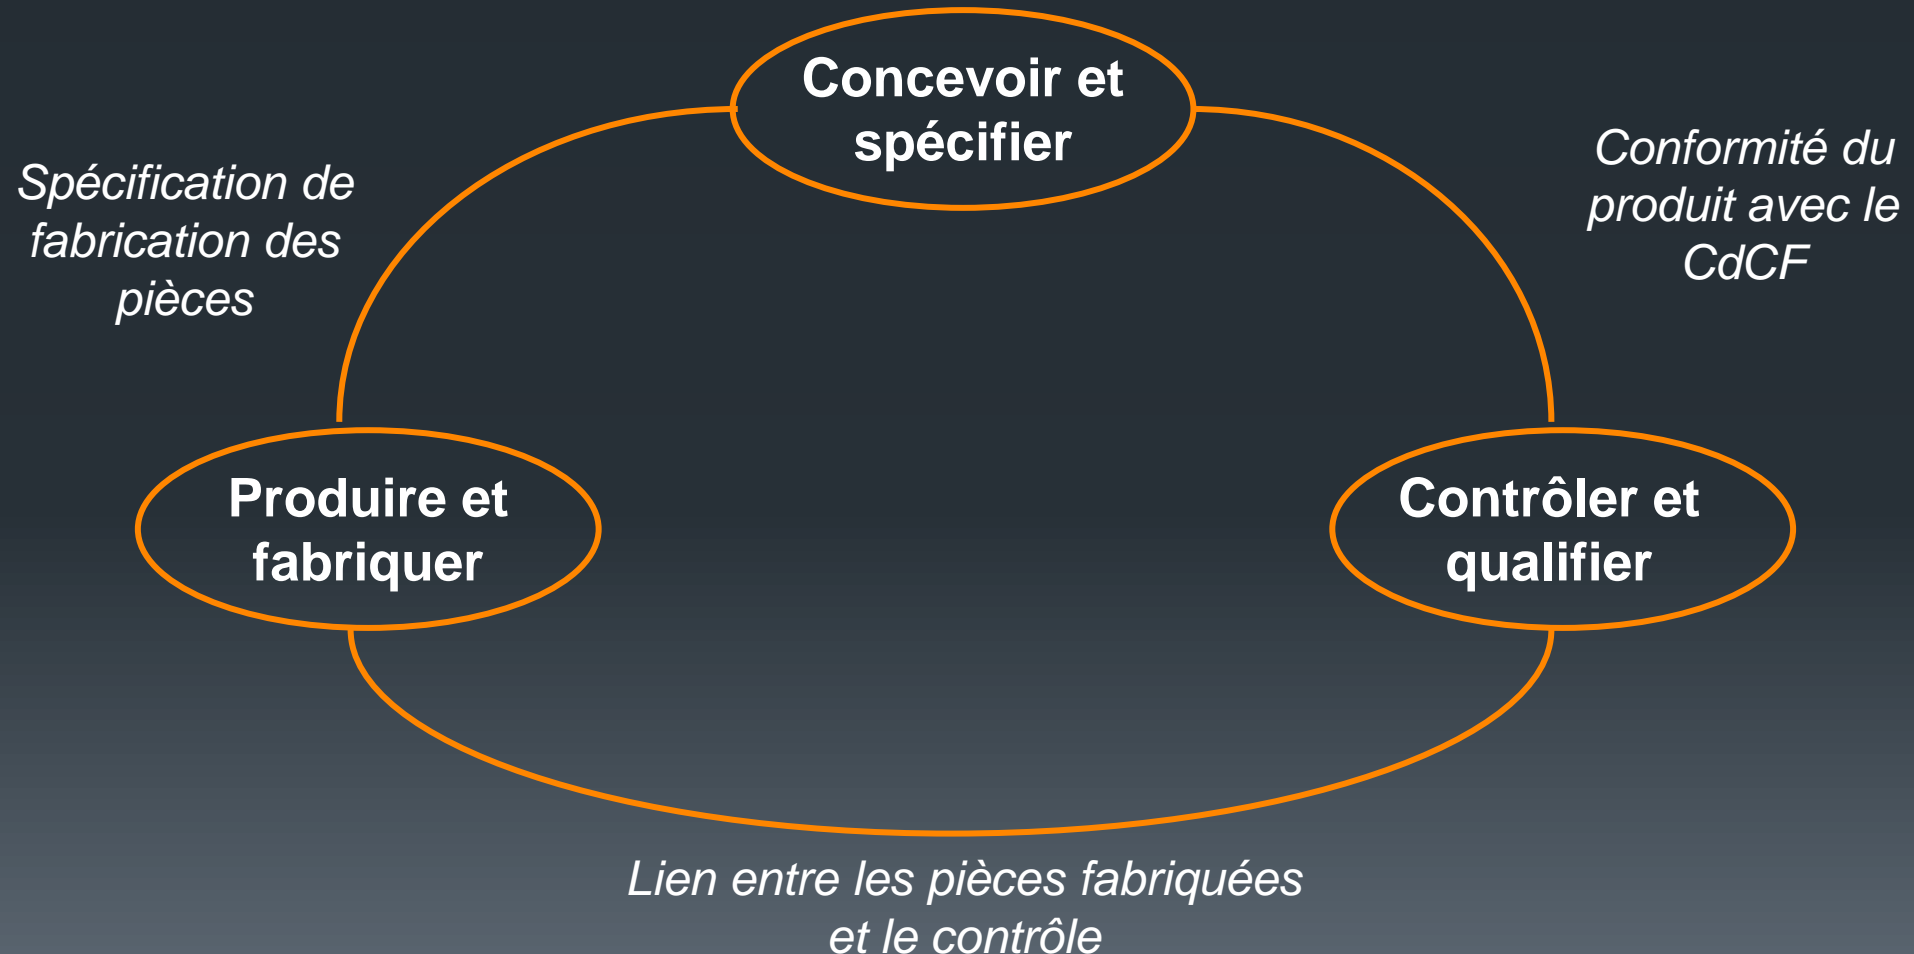 Concevoir et
spécifier
Spécification de
fabrication des
pièces
Conformité du
produit avec le
CdCF
Produire et
fabriquer
Contrôler et
qualifier
Lien entre les pièces fabriquées
et le contrôle